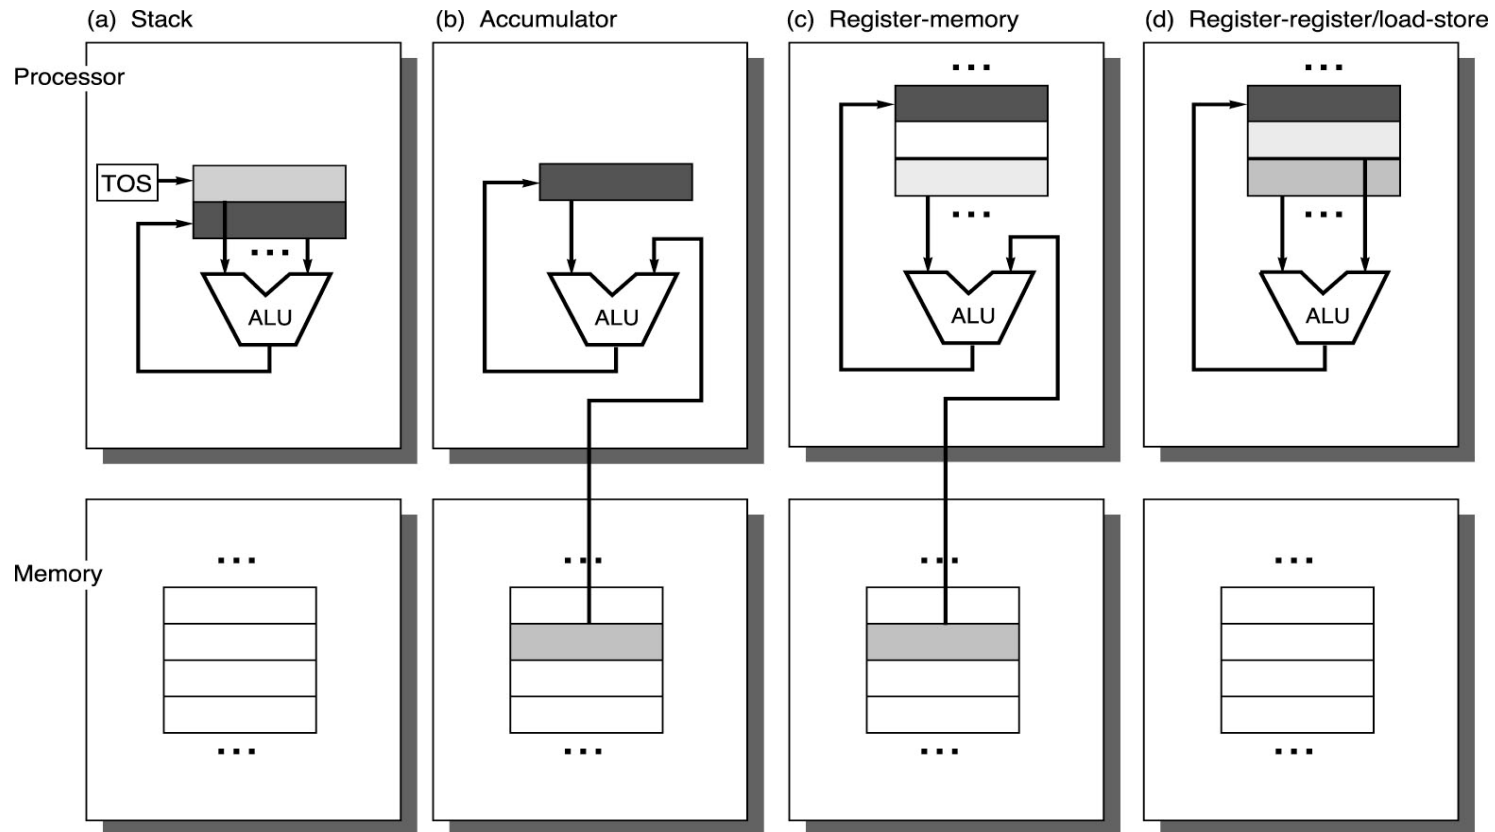 (a) Stack
(b) Accumulator
(c) Register-memory
(d) Register-register/load-store
Processor
TOS
...
...
...
...
...
ALU
ALU
ALU
ALU
Memory
...
...
...
...
...
...
...
...